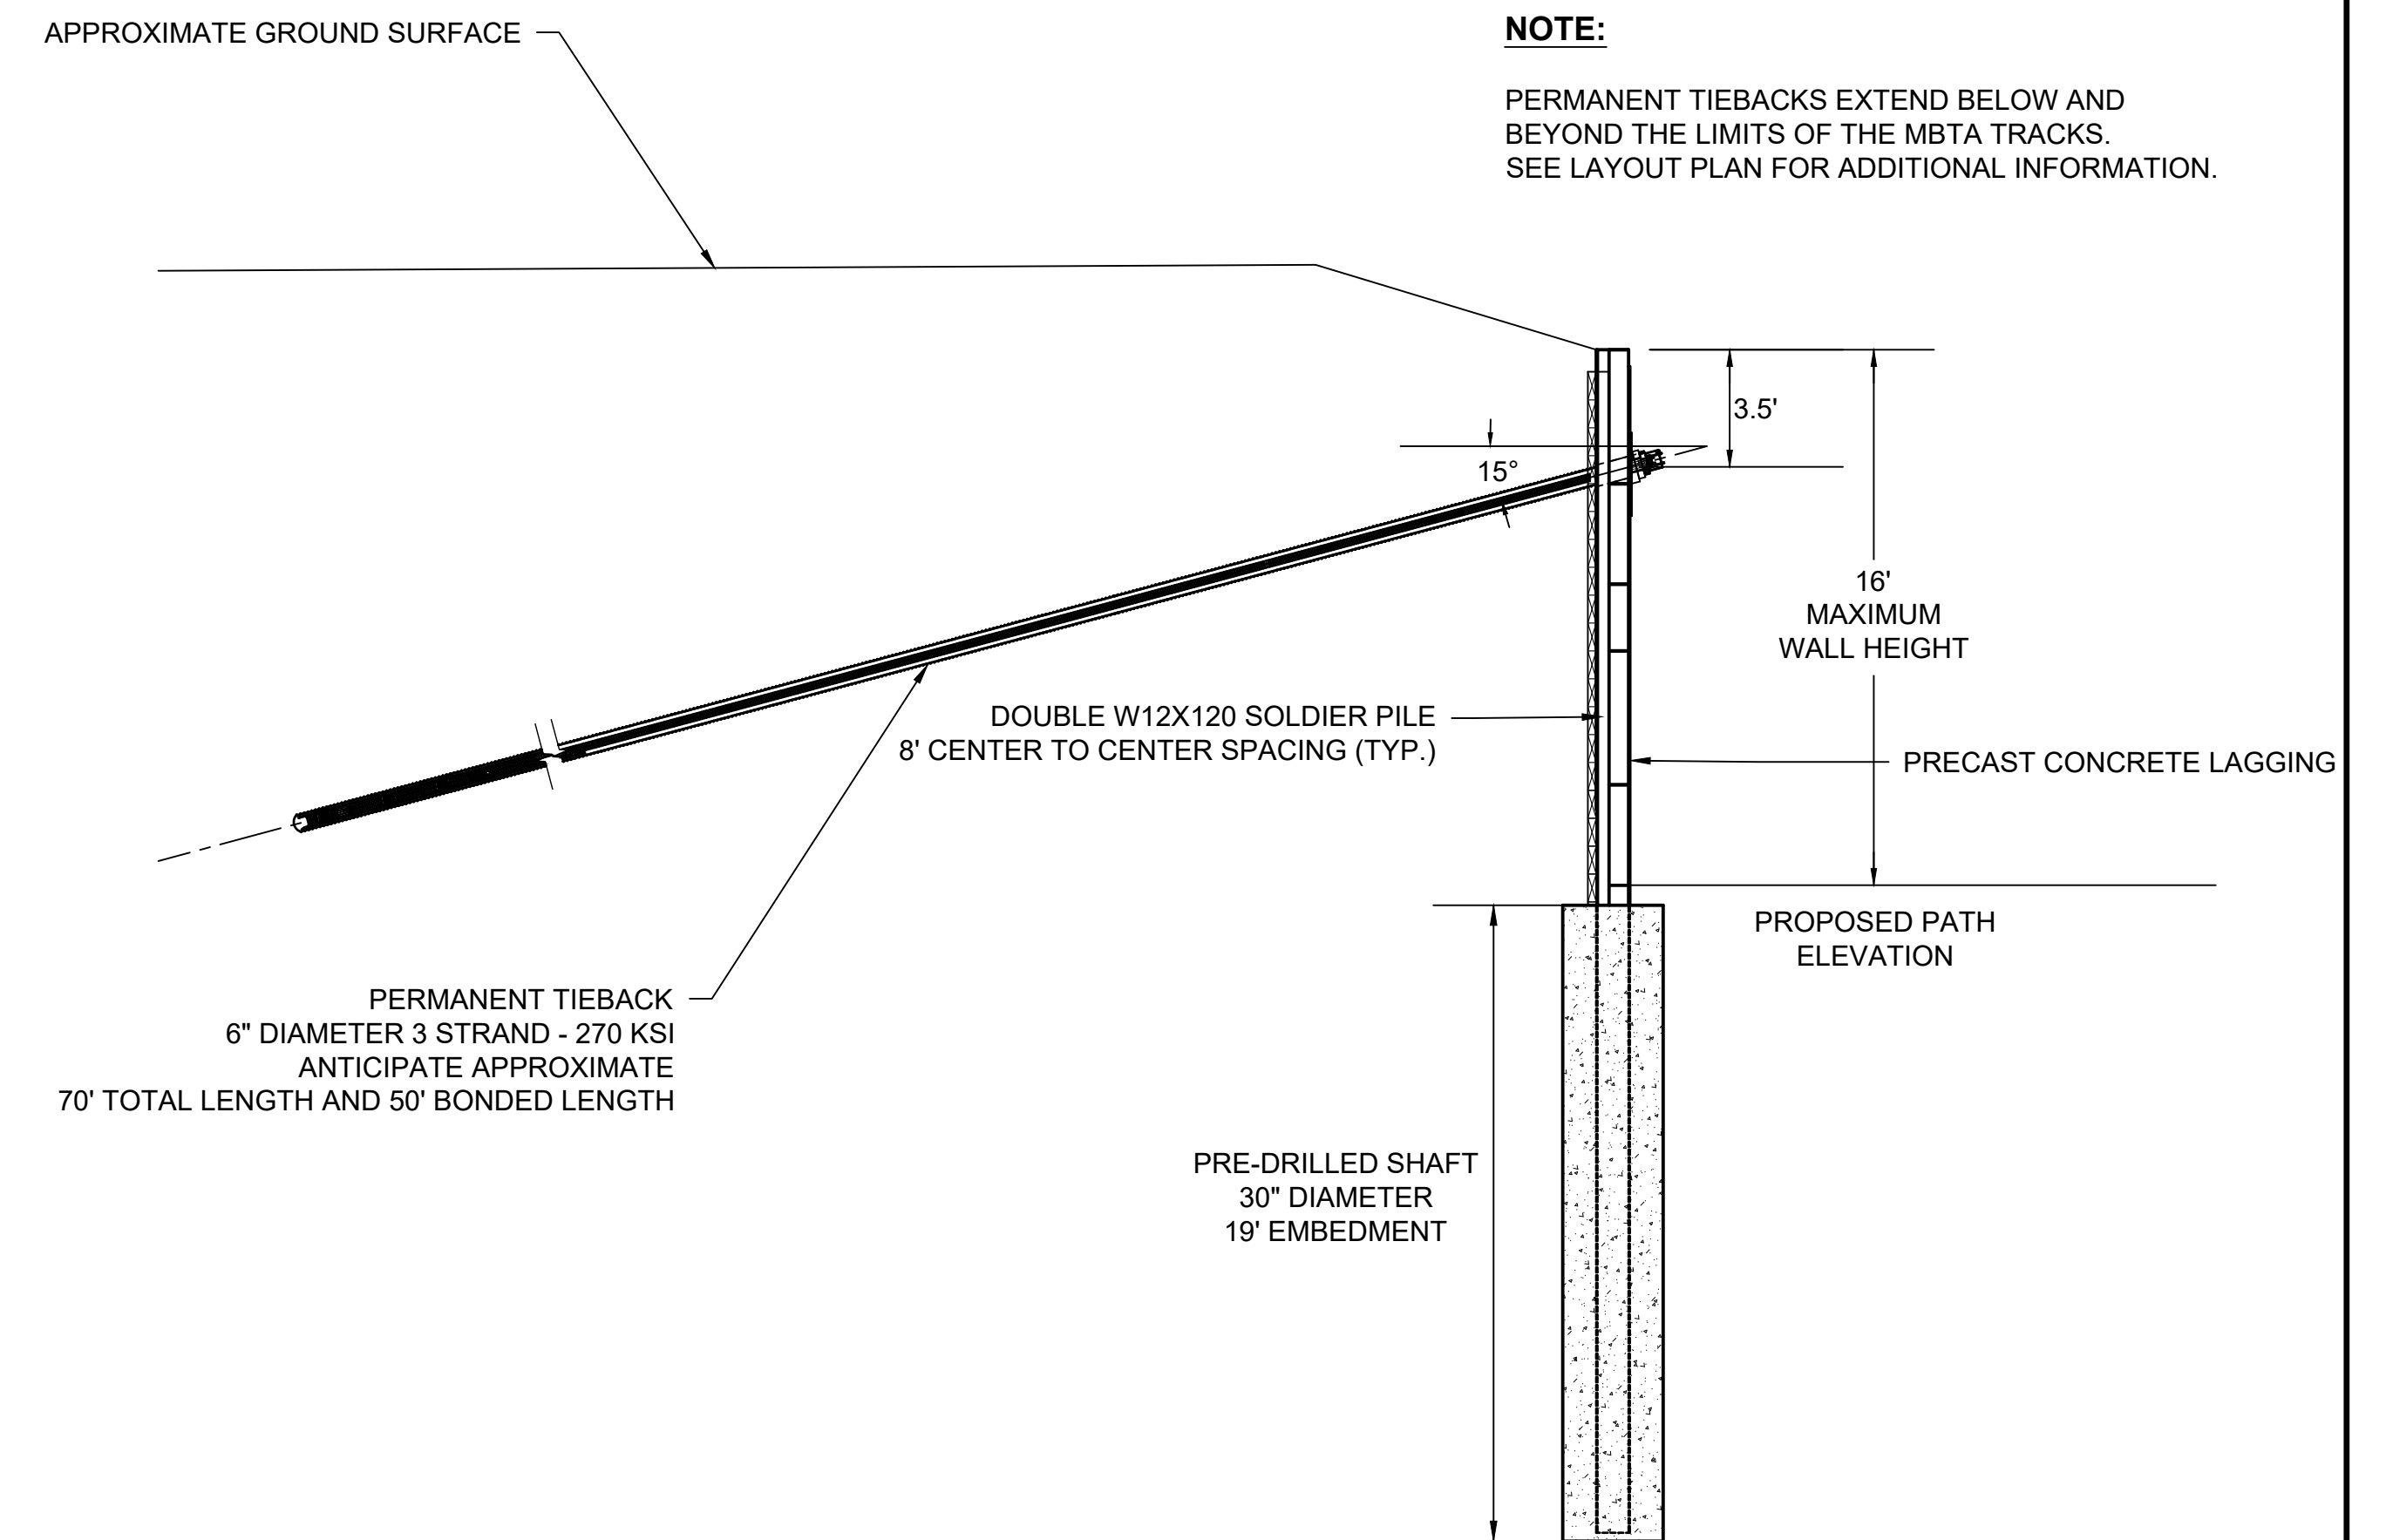 APPROXIMATE GROUND SURFACE
NOTE:
PERMANENT TIEBACKS EXTEND BELOW AND
BEYOND THE LIMITS OF THE MBTA TRACKS.
SEE LAYOUT PLAN FOR ADDITIONAL INFORMATION.
3.5'
15°
16'
MAXIMUM
WALL HEIGHT
DOUBLE W12X120 SOLDIER PILE
8' CENTER TO CENTER SPACING (TYP.)
PRECAST CONCRETE LAGGING
PROPOSED PATH
ELEVATION
PERMANENT TIEBACK
6" DIAMETER 3 STRAND - 270 KSI
ANTICIPATE APPROXIMATE
70' TOTAL LENGTH AND 50' BONDED LENGTH
PRE-DRILLED SHAFT
30" DIAMETER
19' EMBEDMENT